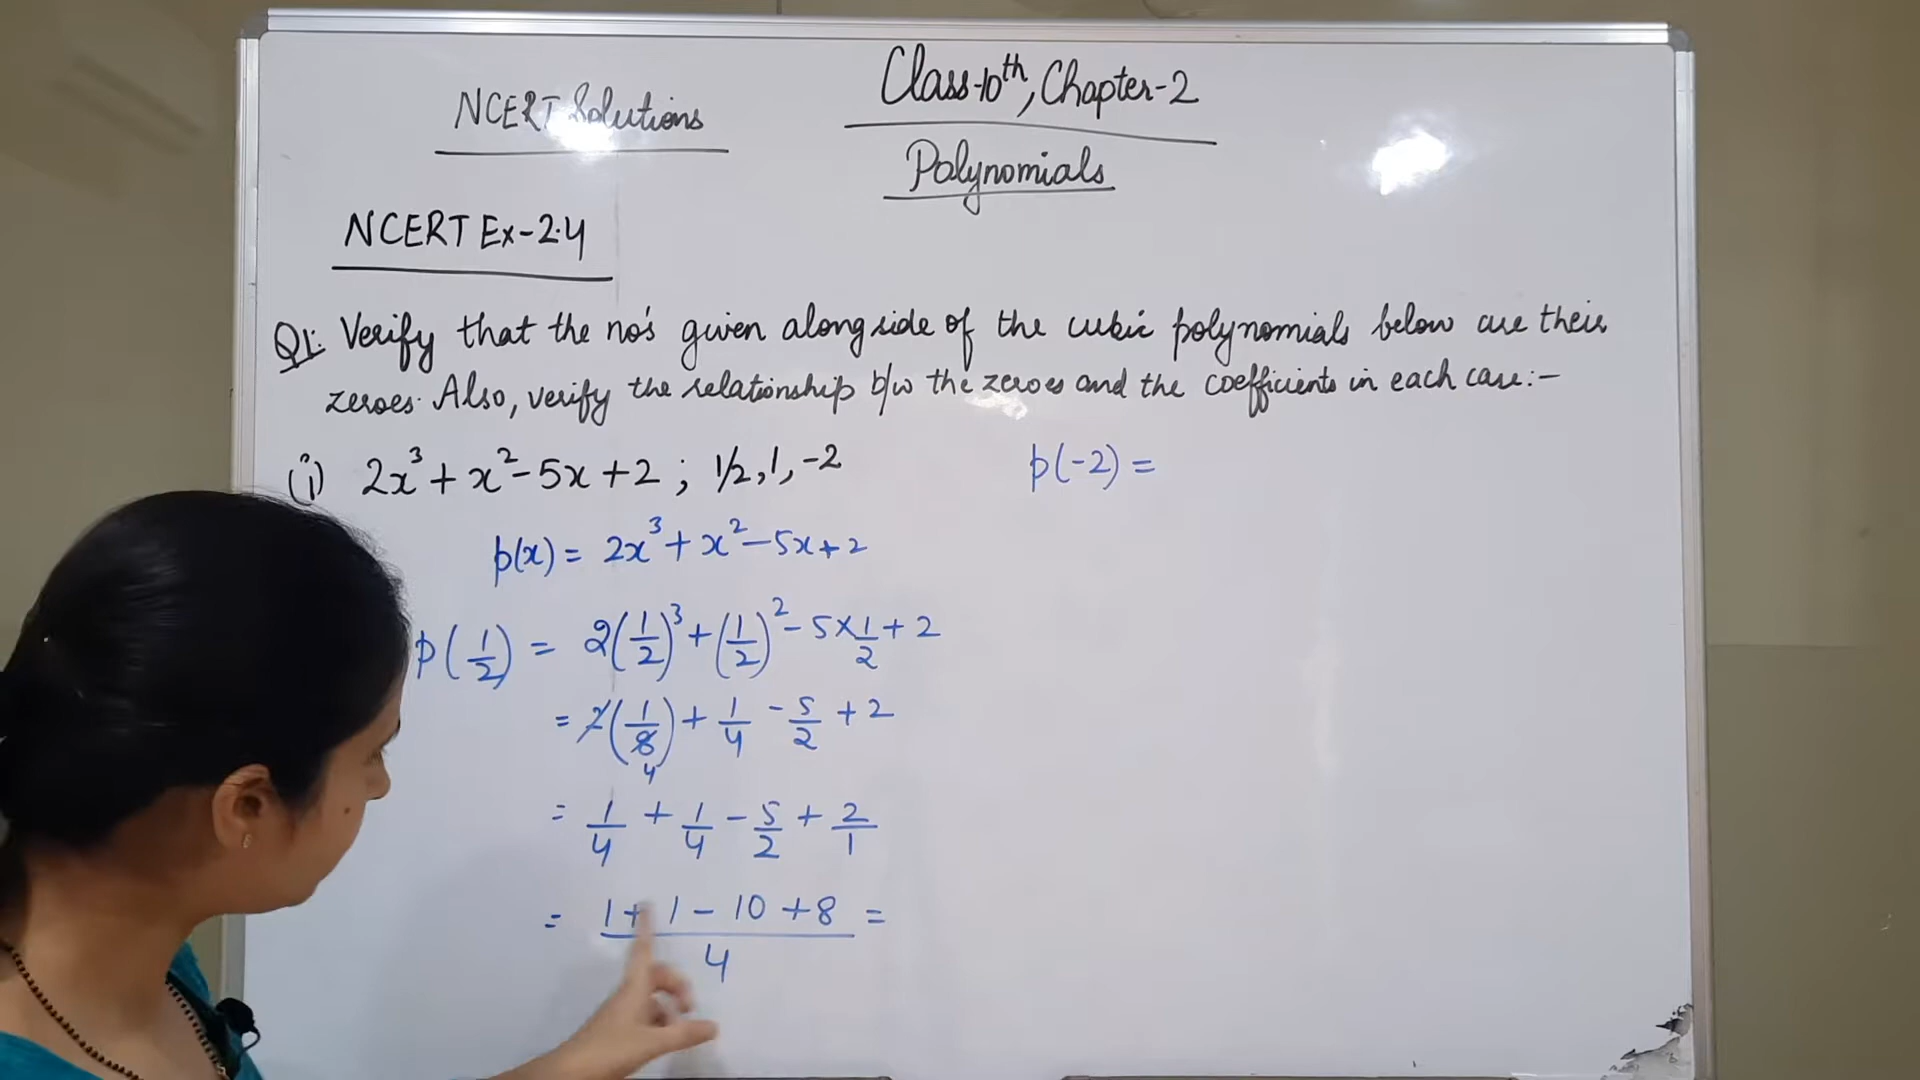 NCERT Solutions
Class-10th, Chapter-2
Polynomials
NCERT Ex-2.4
Q1: Verify that the no's given alongside of the cubic polynomials below are their
zeroes. Also, verify the relationship b/w the zeroes and the coefficients in each case:-
(i) 2x³ + x² - 5x + 2 ; 1/2, 1, -2
p(x) = 2x³ + x² - 5x + 2
p(1/2) = 2(1/2)³ + (1/2)² - 5 × 1/2 + 2
= 2(1/8) + 1/4 - 5/2 + 2
4
= 1/4 + 1/4 - 5/2 + 2/1
= (1 + 1 - 10 + 8)/4 =
p(-2) =